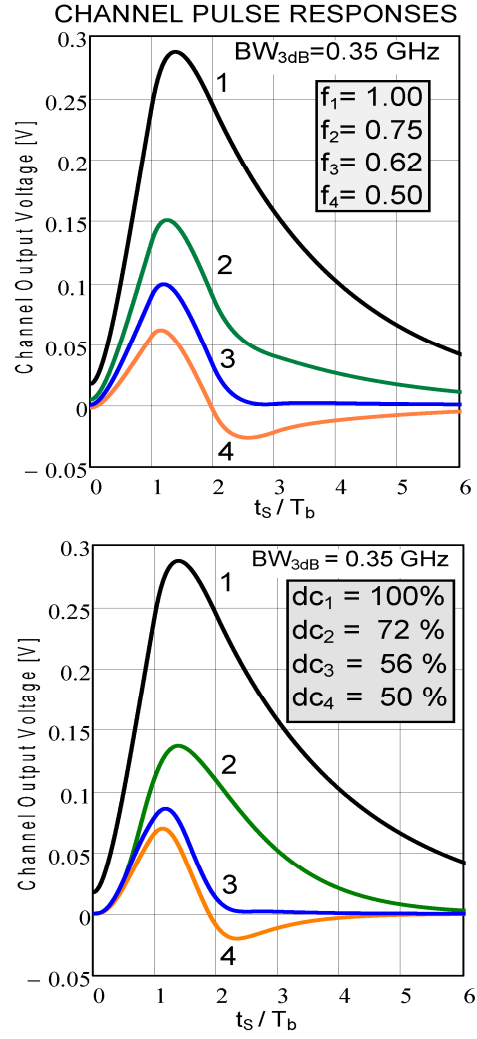 CHANNEL PULSE RESPONSES
0.3
BW3dB=0.35 GHz
1
f1= 1.00
f2= 0.75
f3= 0.62
f4= 0.50
0.25
0.2
0.15
2
0.1
3
0.05
0
4
− 0.05
Channel Output Voltage [V]
0 1 2 3 4 5 6
tS / Tb
0.3
BW3dB = 0.35 GHz
1
dc1 = 100%
dc2 = 72 %
dc3 = 56 %
dc4 = 50 %
0.25
0.2
0.15
2
0.1
0.05
3
0
4
− 0.05
Channel Output Voltage [V]
0 1 2 3 4 5 6
tS / Tb